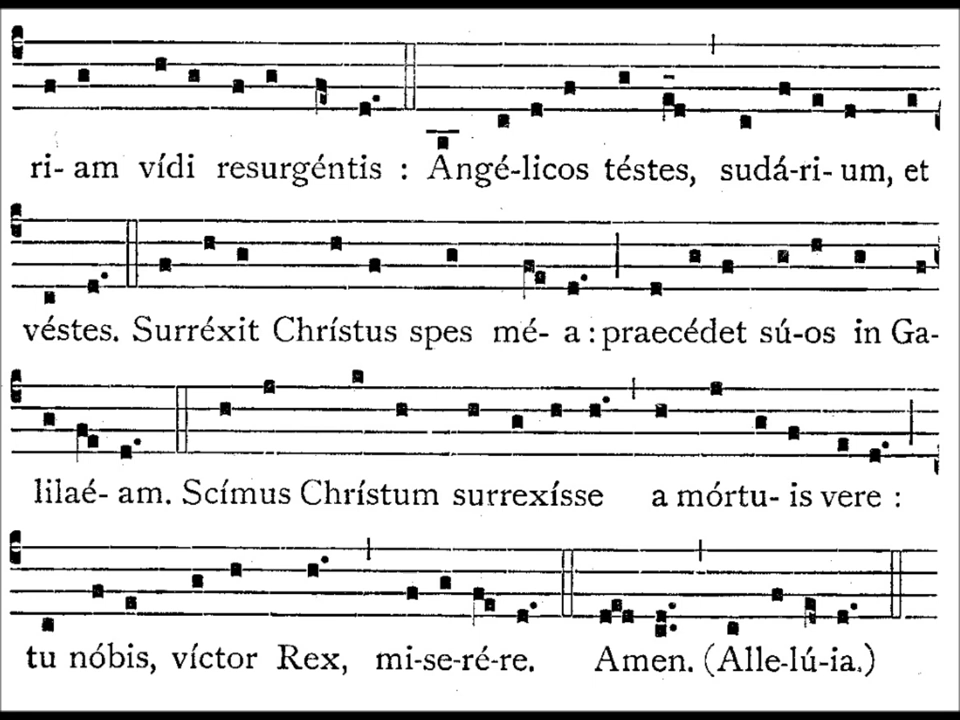 ri- am vídi resurgéntis : Angé-licos téstes, sudá-ri- um, et
véstes. Surréxit Chrístus spes mé- a : praecédet sú-os in Ga-
lilaé- am. Scímus Chrístum surrexísse a mórtu- is vere :
tu nóbis, víctor Rex, mi-se-ré-re. Amen. (Alle-lú-ia.)